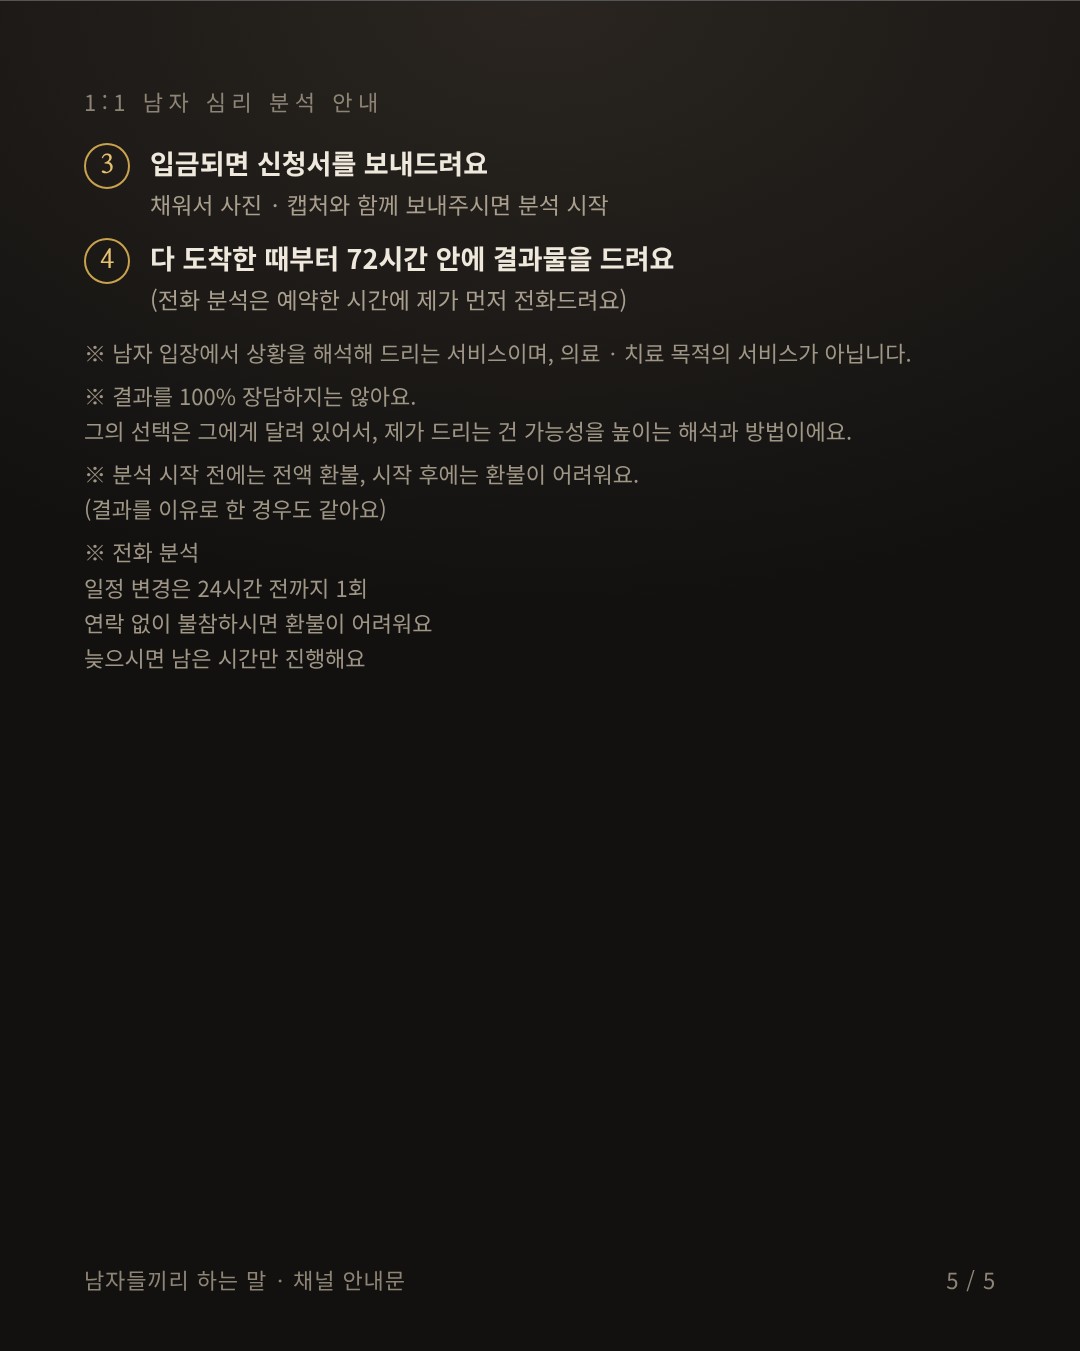 1:1 남자 심리 분석 안내
3 입금되면 신청서를 보내드려요
채워서 사진 · 캡처와 함께 보내주시면 분석 시작
4 다 도착한 때부터 72시간 안에 결과물을 드려요
(전화 분석은 예약한 시간에 제가 먼저 전화드려요)
※ 남자 입장에서 상황을 해석해 드리는 서비스이며, 의료 · 치료 목적의 서비스가 아닙니다.
※ 결과를 100% 장담하지는 않아요.
그의 선택은 그에게 달려 있어서, 제가 드리는 건 가능성을 높이는 해석과 방법이에요.
※ 분석 시작 전에는 전액 환불, 시작 후에는 환불이 어려워요.
(결과를 이유로 한 경우도 같아요)
※ 전화 분석
일정 변경은 24시간 전까지 1회
연락 없이 불참하시면 환불이 어려워요
늦으시면 남은 시간만 진행해요
남자들끼리 하는 말 · 채널 안내문
5 / 5